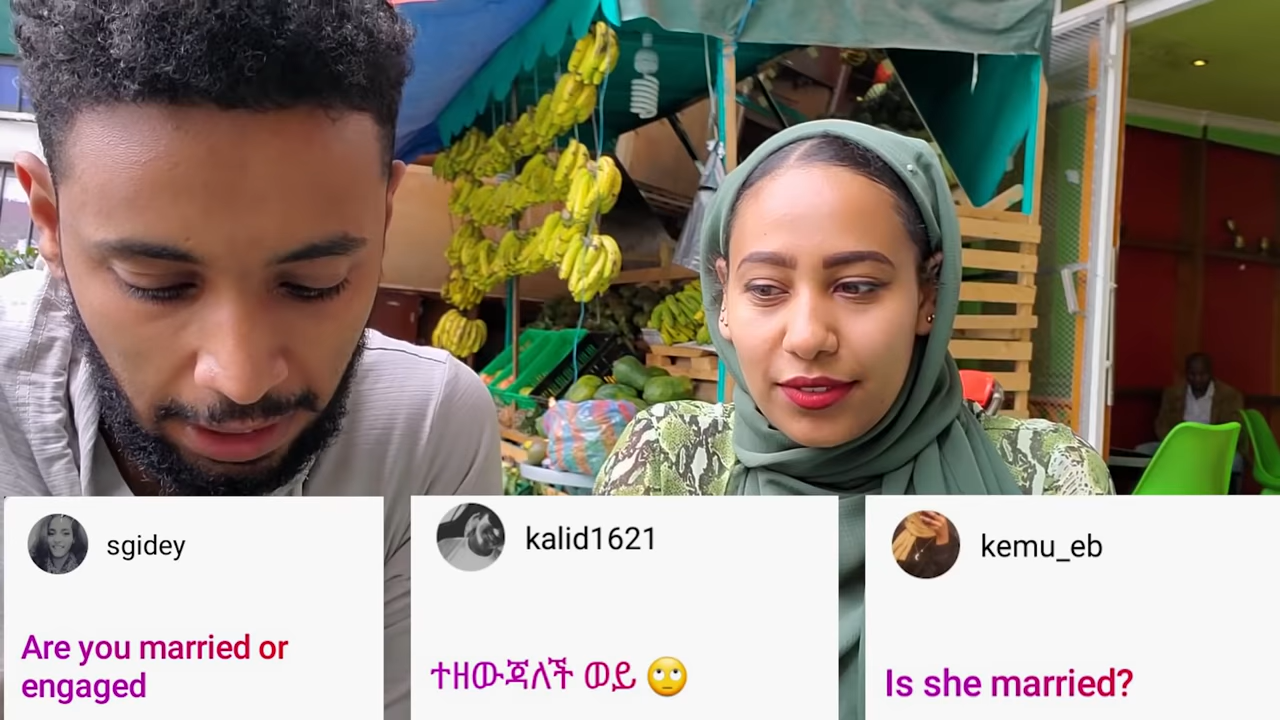 sgidey
Are you married or
engaged
kalid1621
ተዘውጃለች ወይ 🙄
kemu_eb
Is she married?